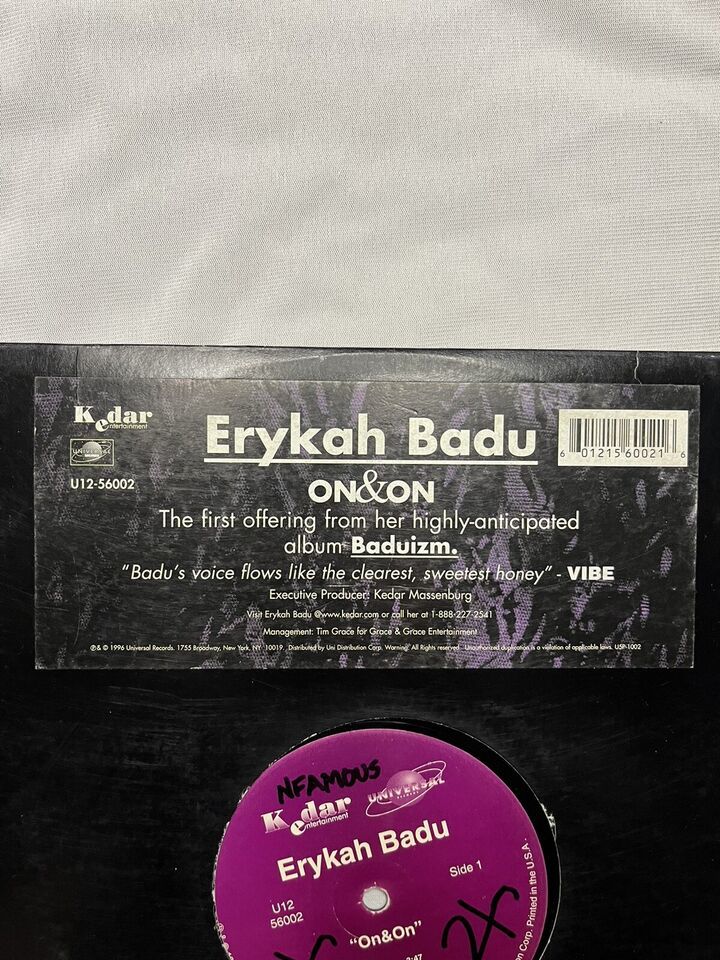 Kedar
entertainment
UNIVERSAL
U12-56002
Erykah Badu
6 01215 60021 6
ON&ON
The first offering from her highly-anticipated
album Baduizm.
"Badu's voice flows like the clearest, sweetest honey" - VIBE
Executive Producer: Kedar Massenburg
Visit Erykah Badu @www.kedar.com or call her at 1-888-227-2541
Management: Tim Grace for Grace & Grace Entertainment
℗& © 1996 Universal Records. 1755 Broadway, New York, NY 10019. Distributed by Uni Distribution Corp. Warning: All Rights reserved. Unauthorized duplication is a violation of applicable laws. USP-1002
NFAMOUS
Kedar
entertainment
UNIVERSAL
RECORDS
Erykah Badu
Side 1
U12
56002
"On&On"
Corp. Printed in the U.S.A.